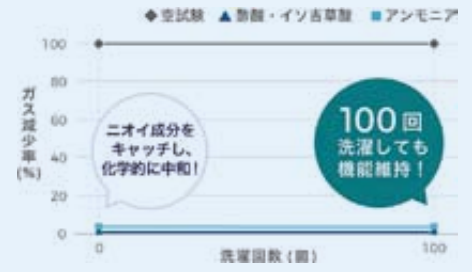 ◆空試験 ▲酢酸・イソ吉草酸 ■アンモニア
100
80
60
40
20
0
ガス減少率(%)
ニオイ成分を
キャッチし、
化学的に中和!
100回
洗濯しても
機能維持!
0
100
洗濯回数(回)